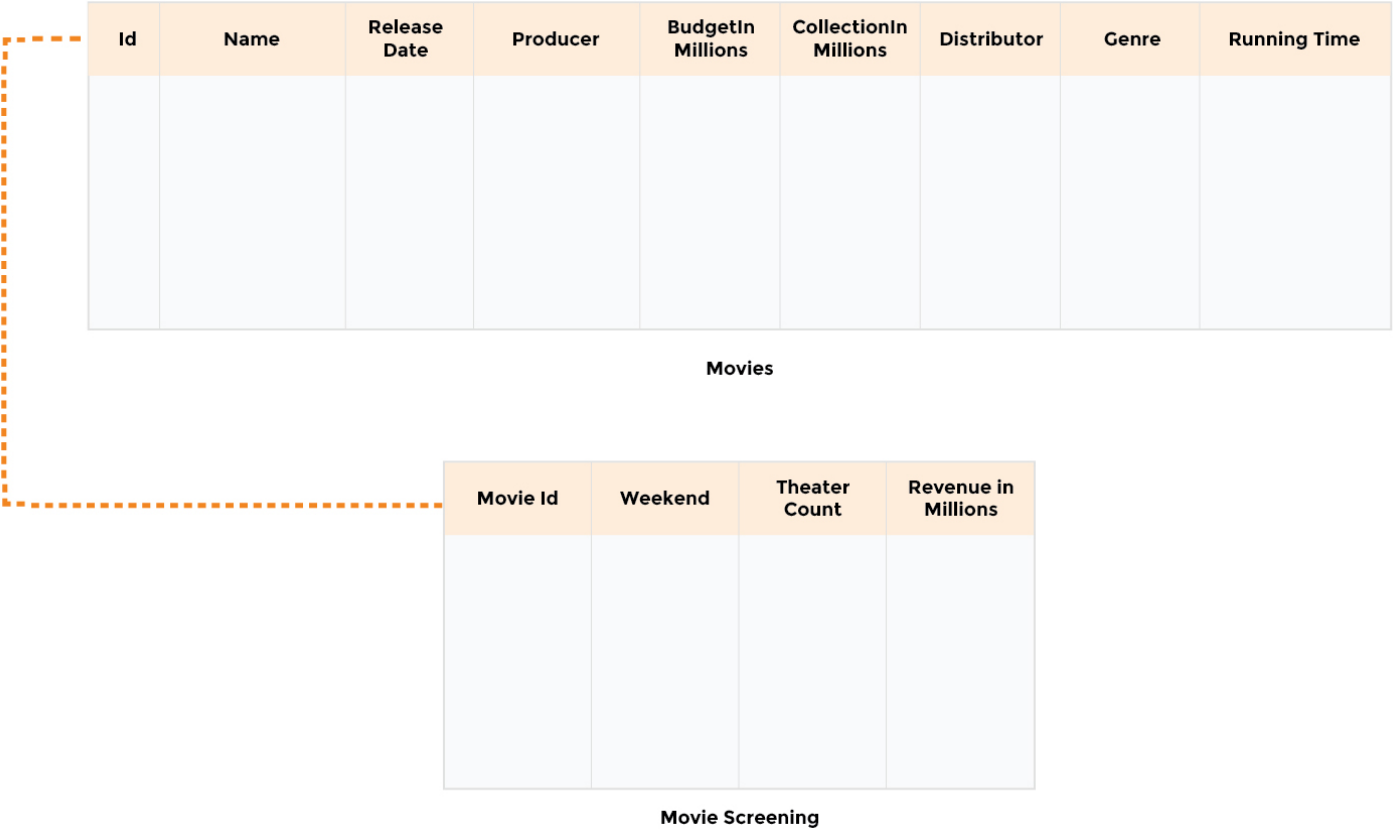 Id
Name
Release
Date
Producer
BudgetIn
Millions
CollectionIn
Millions
Distributor
Genre
Running Time
Movies
Movie Id
Weekend
Theater
Count
Revenue in
Millions
Movie Screening